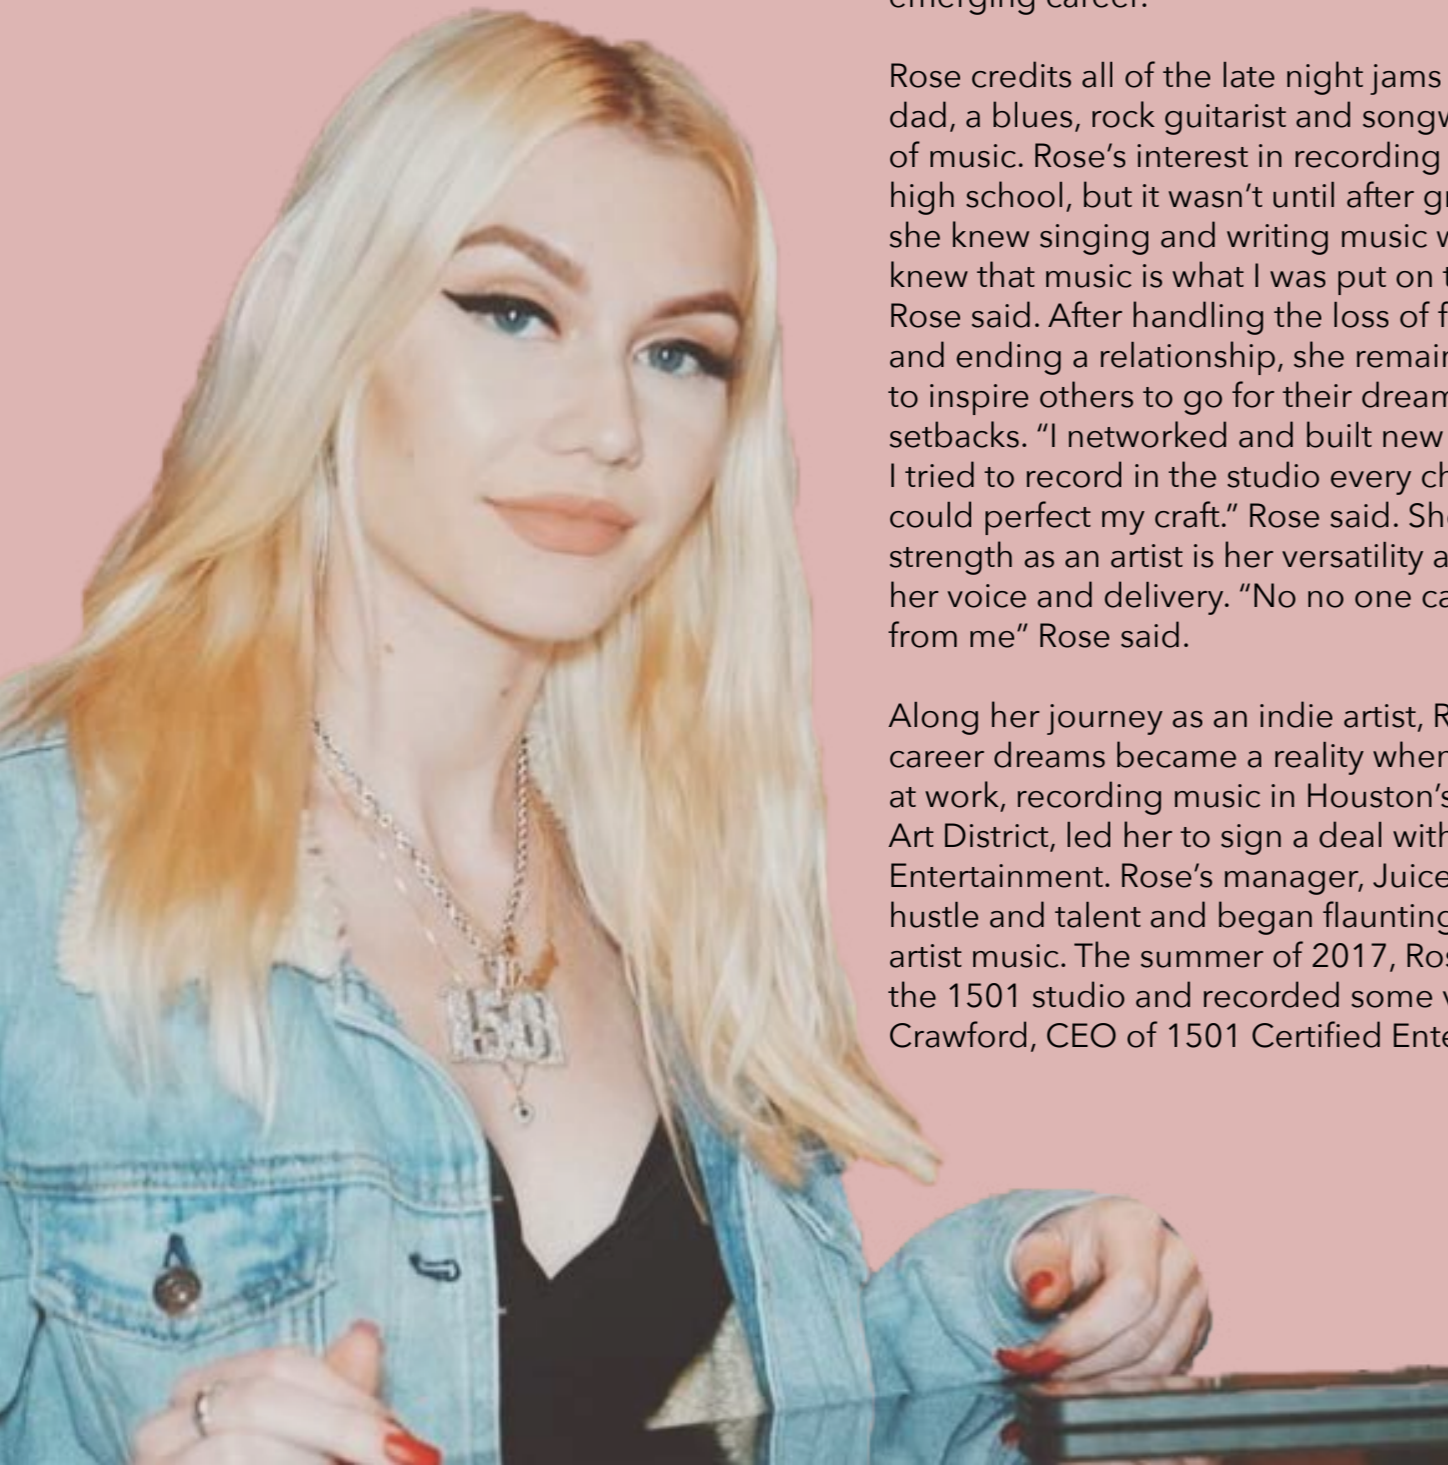 emerging career.
Rose credits all of the late night jams
dad, a blues, rock guitarist and songw
of music. Rose’s interest in recording
high school, but it wasn’t until after gr
she knew singing and writing music w
knew that music is what I was put on t
Rose said. After handling the loss of f
and ending a relationship, she remain
to inspire others to go for their dream
setbacks. “I networked and built new
I tried to record in the studio every ch
could perfect my craft.” Rose said. She
strength as an artist is her versatility a
her voice and delivery. “No no one ca
from me” Rose said.
Along her journey as an indie artist, R
career dreams became a reality when
at work, recording music in Houston’s
Art District, led her to sign a deal with
Entertainment. Rose’s manager, Juice
hustle and talent and began flaunting
artist music. The summer of 2017, Ros
the 1501 studio and recorded some v
Crawford, CEO of 1501 Certified Ente